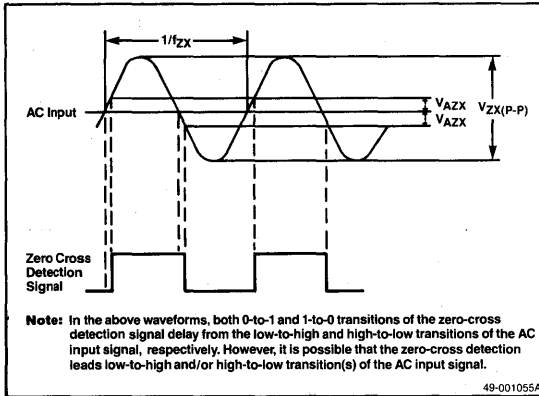 1/fZX
AC Input
VAZX
VAZX
VZX(P-P)
Zero Cross
Detection
Signal
Note: In the above waveforms, both 0-to-1 and 1-to-0 transitions of the zero-cross
detection signal delay from the low-to-high and high-to-low transitions of the AC
input signal, respectively. However, it is possible that the zero-cross detection
leads low-to-high and/or high-to-low transition(s) of the AC input signal.
49-001055A